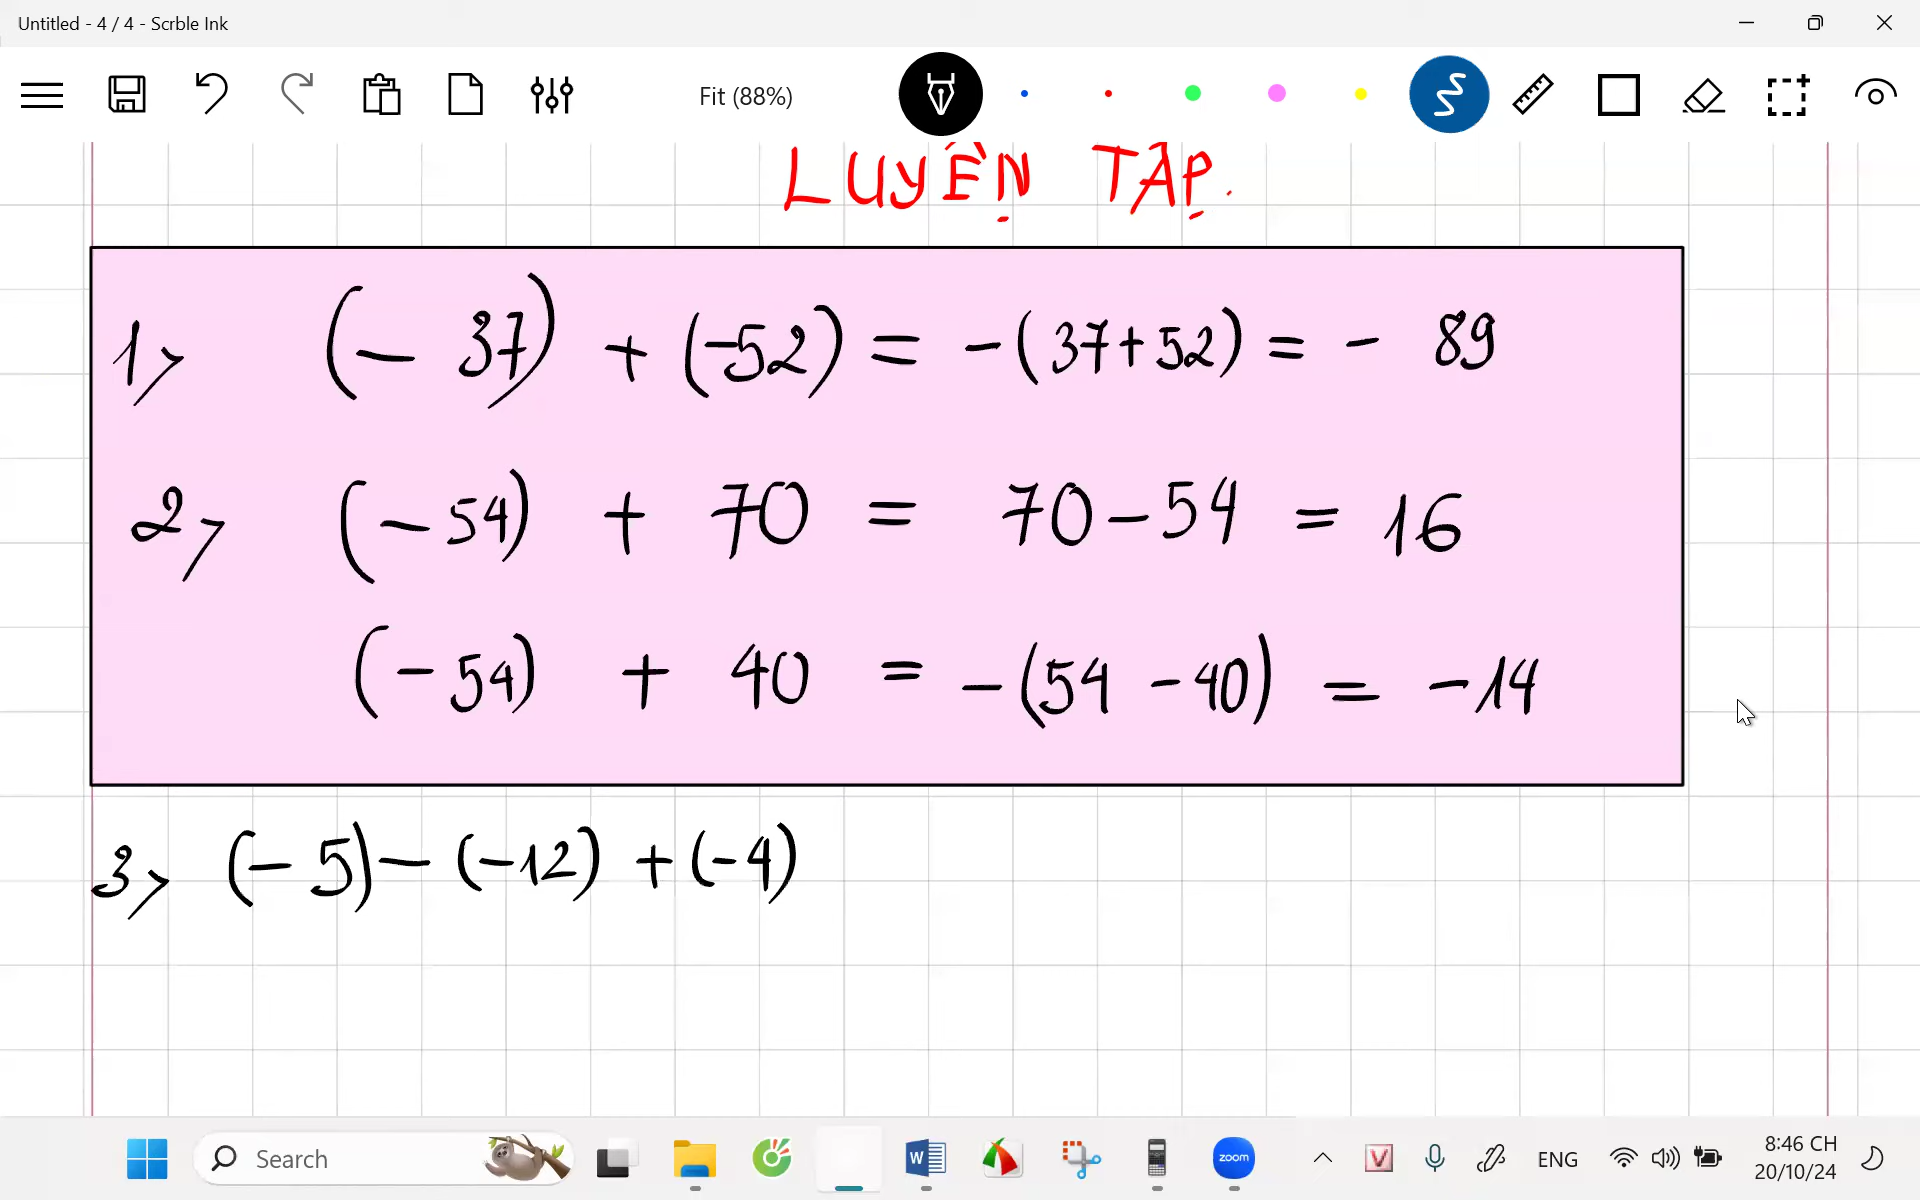 Untitled - 4 / 4 - Scrble Ink
Fit (88%)
LUYỆN TẬP.
1> (- 37) + (-52) = -(37+52) = - 89
2> (-54) + 70 = 70-54 = 16
(-54) + 40 = -(54 -40) = -14
3> (- 5) - (-12) + (-4)
Search
W
zoom
V
ENG
8:46 CH
20/10/24